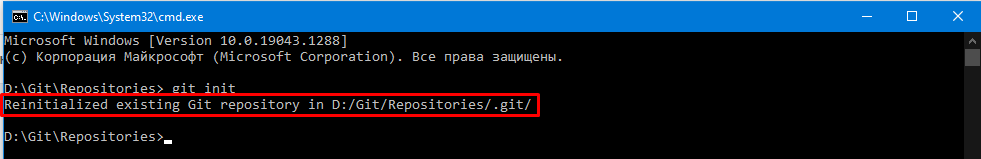 C:\Windows\System32\cmd.exe
Microsoft Windows [Version 10.0.19043.1288]
(c) Корпорация Майкрософт (Microsoft Corporation). Все права защищены.
D:\Git\Repositories> git init
Reinitialized existing Git repository in D:/Git/Repositories/.git/
D:\Git\Repositories>